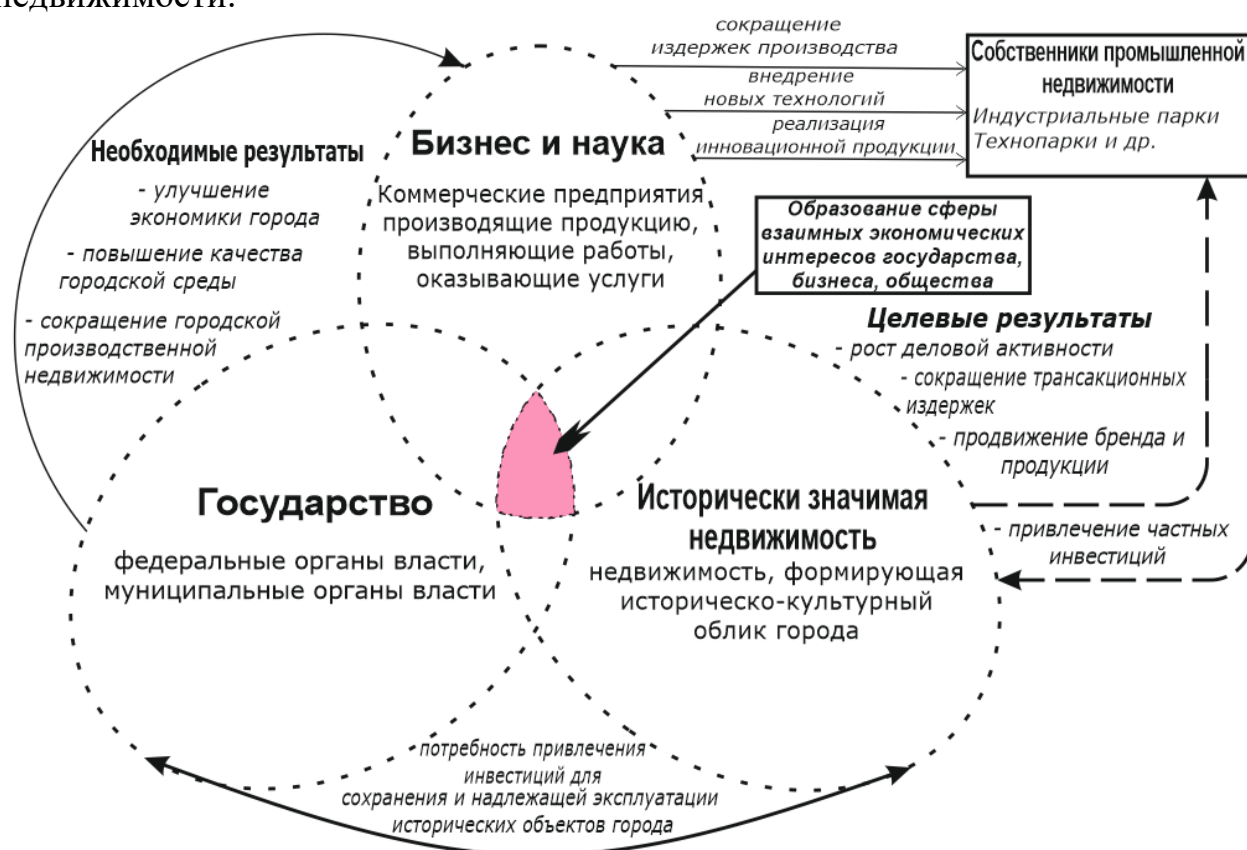 недвижимости.
сокращение
издержек производства
внедрение
новых технологий
реализация
инновационной продукции
Собственники промышленной
недвижимости
Индустриальные парки
Технопарки и др.
Необходимые результаты
- улучшение
экономики города
- повышение качества
городской среды
- сокращение городской
производственной
недвижимости
Бизнес и наука
Коммерческие предприятия
производящие продукцию,
выполняющие работы,
оказывающие услуги
Образование сферы
взаимных экономических
интересов государства,
бизнеса, общества
Целевые результаты
- рост деловой активности
- сокращение трансакционных
издержек
- продвижение бренда и
продукции
- привлечение частных
инвестиций
Государство
федеральные органы власти,
муниципальные органы власти
Исторически значимая
недвижимость
недвижимость, формирующая
историческо-культурный
облик города
потребность привлечения
инвестиций для
сохранения и надлежащей эксплуатации
исторических объектов города